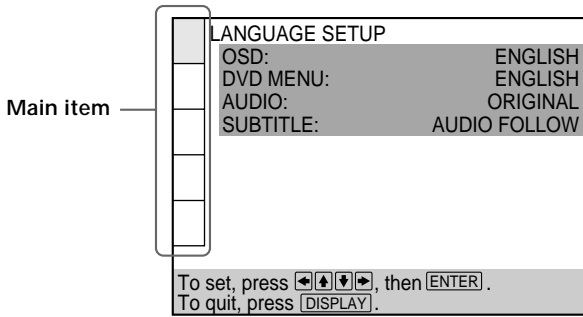 LANGUAGE SETUP
OSD: ENGLISH
DVD MENU: ENGLISH
AUDIO: ORIGINAL
SUBTITLE: AUDIO FOLLOW
Main item
To set, press ←↑↓→, then ENTER.
To quit, press DISPLAY.